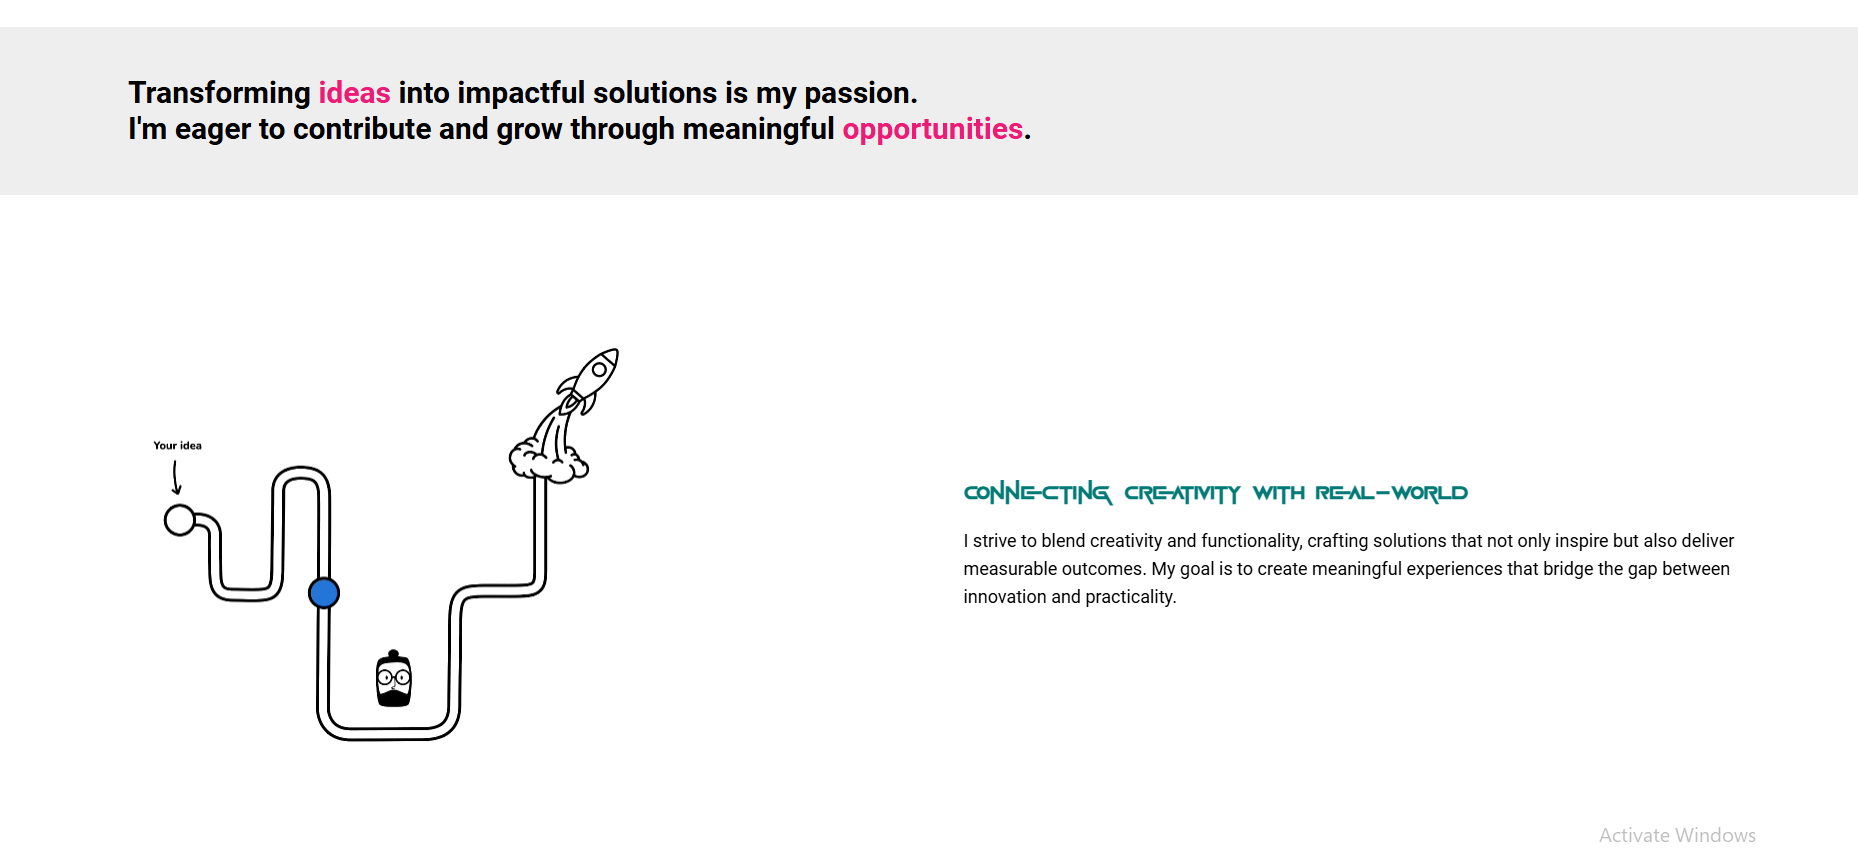 Transforming ideas into impactful solutions is my passion.
I'm eager to contribute and grow through meaningful opportunities.
Your idea
CONNECTING CREATIVITY WITH REAL-WORLD
I strive to blend creativity and functionality, crafting solutions that not only inspire but also deliver
measurable outcomes. My goal is to create meaningful experiences that bridge the gap between
innovation and practicality.
Activate Windows